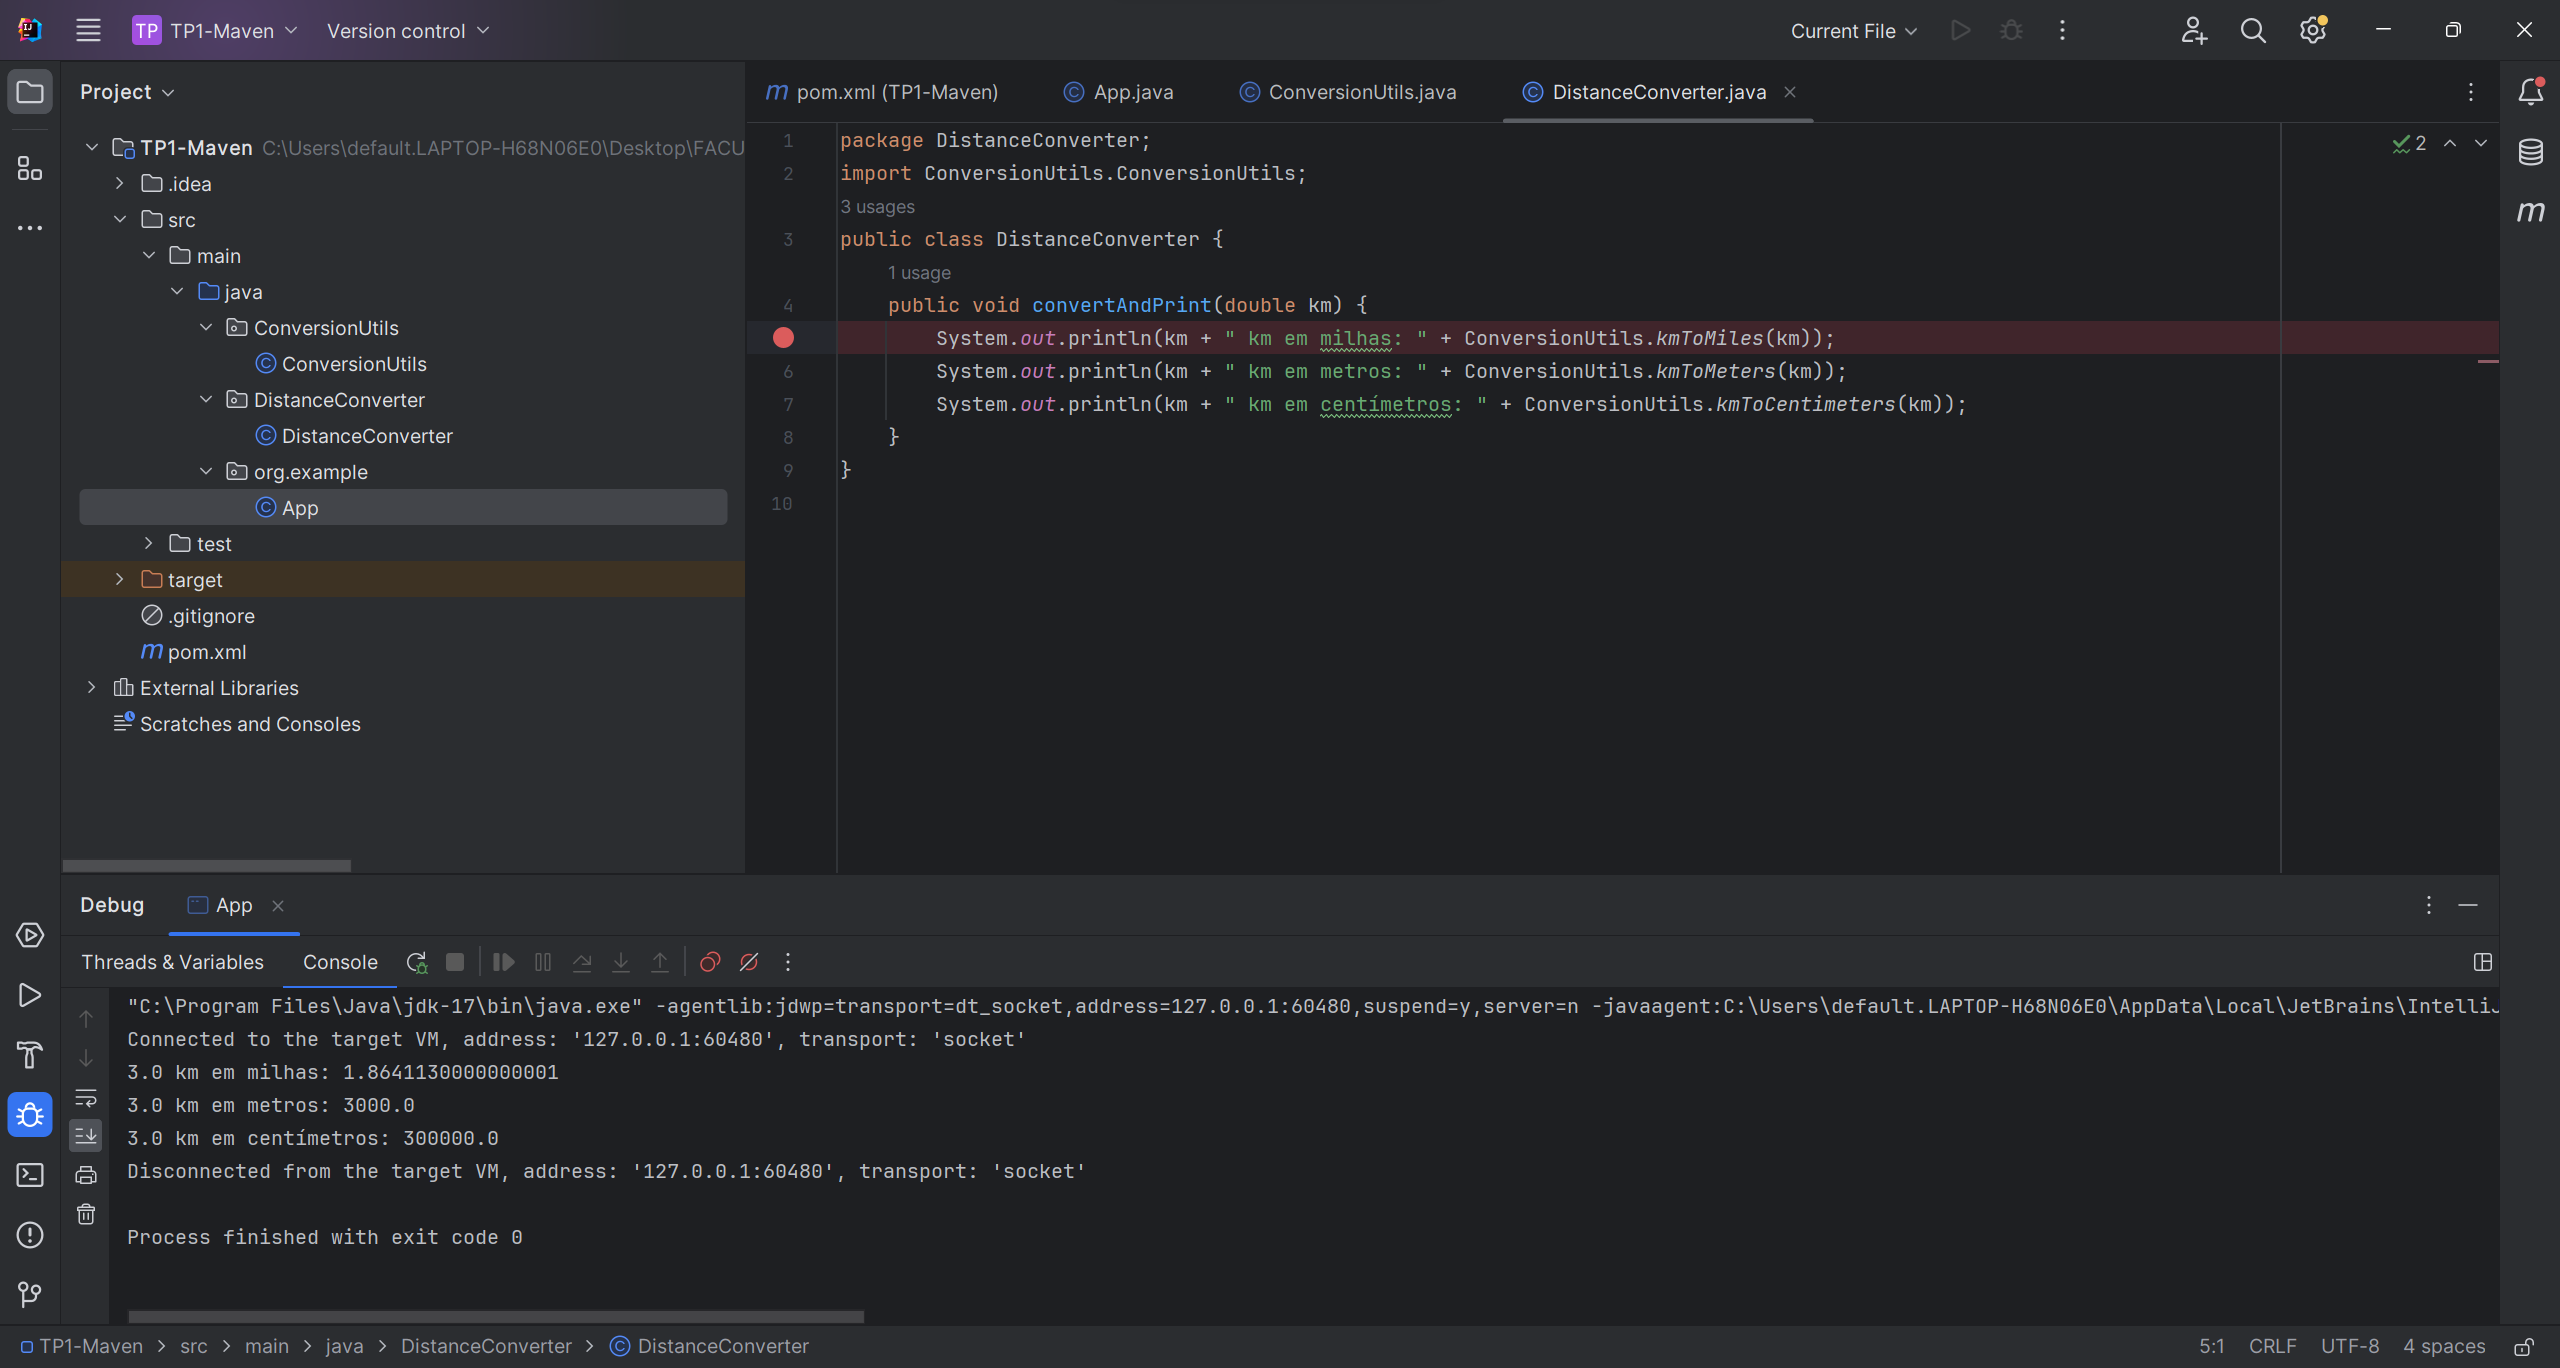 TP TP1-Maven Version control Current File
Project
TP1-Maven C:\Users\default.LAPTOP-H68N06E0\Desktop\FACU
.idea
src
main
java
ConversionUtils
ConversionUtils
DistanceConverter
DistanceConverter
org.example
App
test
target
.gitignore
pom.xml
External Libraries
Scratches and Consoles
pom.xml (TP1-Maven) App.java ConversionUtils.java DistanceConverter.java
2
1 package DistanceConverter;
2 import ConversionUtils.ConversionUtils;
3 usages
3 public class DistanceConverter {
1 usage
4 public void convertAndPrint(double km) {
System.out.println(km + " km em milhas: " + ConversionUtils.kmToMiles(km));
6 System.out.println(km + " km em metros: " + ConversionUtils.kmToMeters(km));
7 System.out.println(km + " km em centímetros: " + ConversionUtils.kmToCentimeters(km));
8 }
9 }
10
Debug App
Threads & Variables Console
"C:\Program Files\Java\jdk-17\bin\java.exe" -agentlib:jdwp=transport=dt_socket,address=127.0.0.1:60480,suspend=y,server=n -javaagent:C:\Users\default.LAPTOP-H68N06E0\AppData\Local\JetBrains\IntelliJ
Connected to the target VM, address: '127.0.0.1:60480', transport: 'socket'
3.0 km em milhas: 1.8641130000000001
3.0 km em metros: 3000.0
3.0 km em centímetros: 300000.0
Disconnected from the target VM, address: '127.0.0.1:60480', transport: 'socket'
Process finished with exit code 0
TP1-Maven > src > main > java > DistanceConverter > DistanceConverter 5:1 CRLF UTF-8 4 spaces